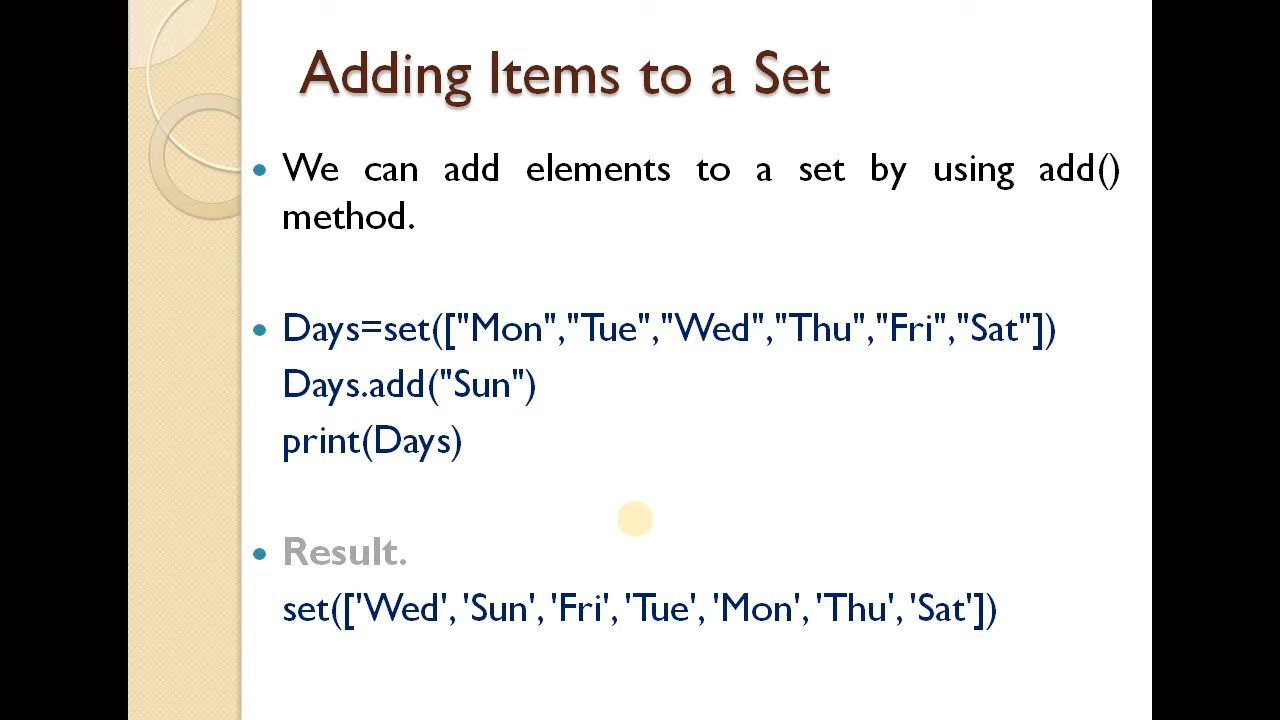 Adding Items to a Set
We can add elements to a set by using add()
method.
Days=set(["Mon","Tue","Wed","Thu","Fri","Sat"])
Days.add("Sun")
print(Days)
Result.
set(['Wed', 'Sun', 'Fri', 'Tue', 'Mon', 'Thu', 'Sat'])